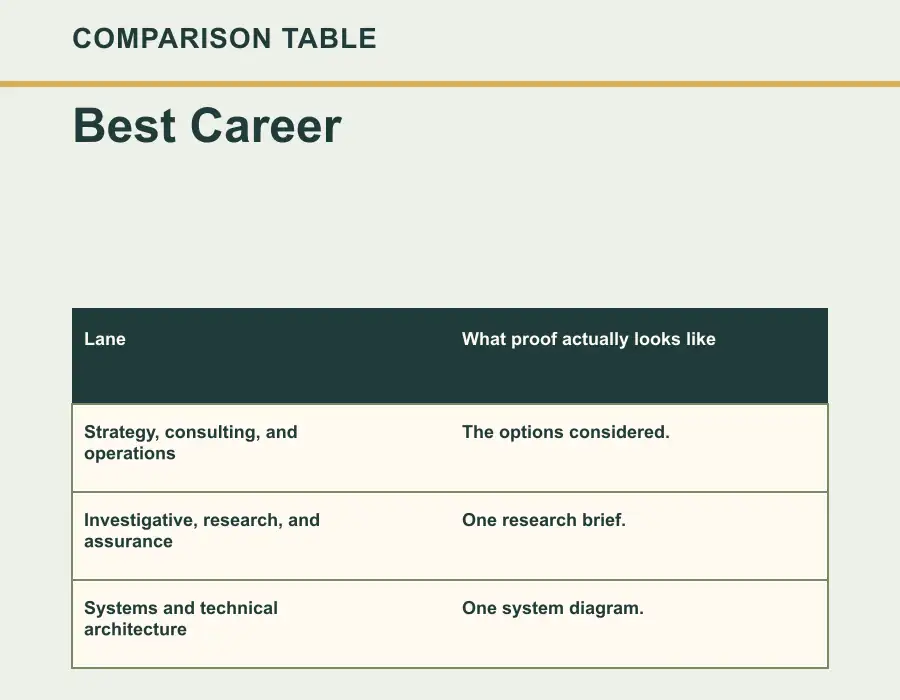 COMPARISON TABLE
Best Career
Lane
What proof actually looks like
Strategy, consulting, and
operations
The options considered.
Investigative, research, and
assurance
One research brief.
Systems and technical
architecture
One system diagram.